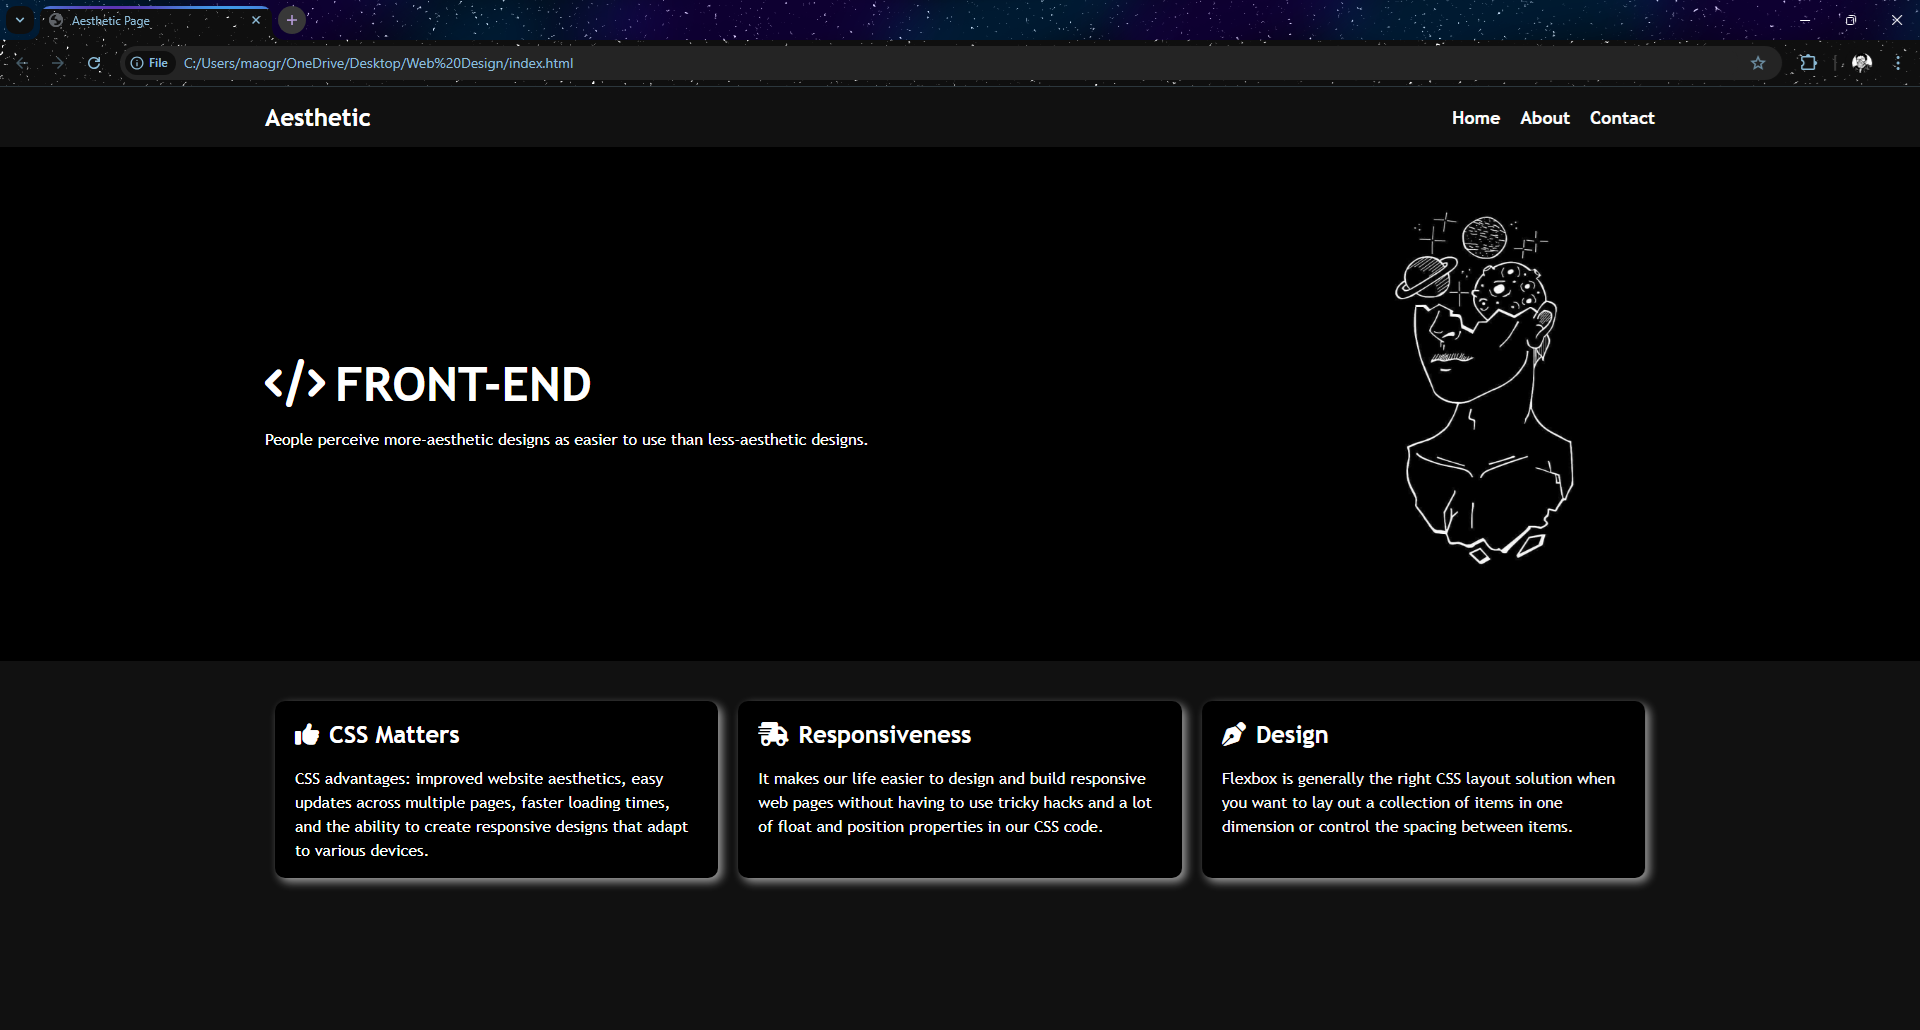 Aesthetic Page
File C:/Users/maogr/OneDrive/Desktop/Web%20Design/index.html
Aesthetic
Home About Contact
</> FRONT-END
People perceive more-aesthetic designs as easier to use than less-aesthetic designs.
CSS Matters
CSS advantages: improved website aesthetics, easy
updates across multiple pages, faster loading times,
and the ability to create responsive designs that adapt
to various devices.
Responsiveness
It makes our life easier to design and build responsive
web pages without having to use tricky hacks and a lot
of float and position properties in our CSS code.
Design
Flexbox is generally the right CSS layout solution when
you want to lay out a collection of items in one
dimension or control the spacing between items.